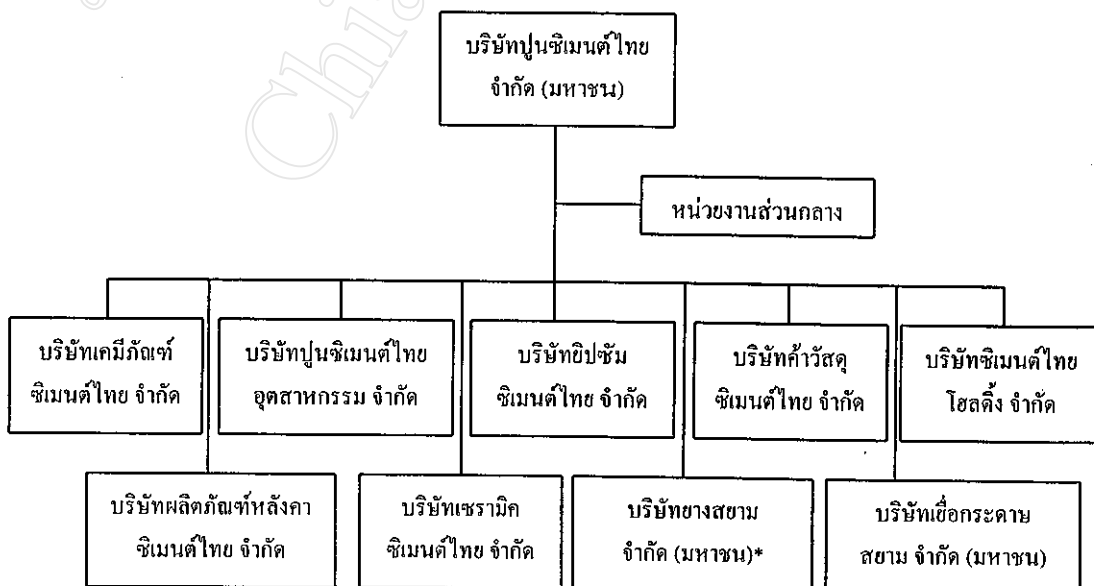 บริษัทปูนซิเมนต์ไทย
จำกัด (มหาชน)
หน่วยงานส่วนกลาง
บริษัทเคมีภัณฑ์
ซิเมนต์ไทย จำกัด
บริษัทปูนซิเมนต์ไทย
อุตสาหกรรม จำกัด
บริษัทยิปซัม
ซิเมนต์ไทย จำกัด
บริษัทค้าวัสดุ
ซิเมนต์ไทย จำกัด
บริษัทซิเมนต์ไทย
โฮลดิ้ง จำกัด
บริษัทผลิตภัณฑ์หลังคา
ซิเมนต์ไทย จำกัด
บริษัทเซรามิค
ซิเมนต์ไทย จำกัด
บริษัทยางสยาม
จำกัด (มหาชน)*
บริษัทเยื่อกระดาษ
สยาม จำกัด (มหาชน)